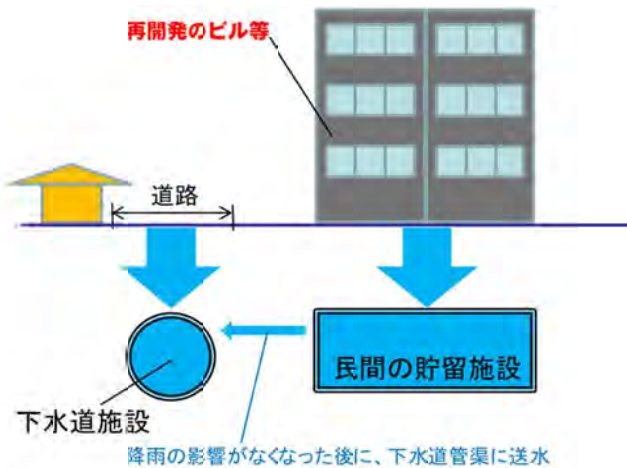 再開発のビル等
道路
民間の貯留施設
下水道施設
降雨の影響がなくなった後に、下水道管渠に送水